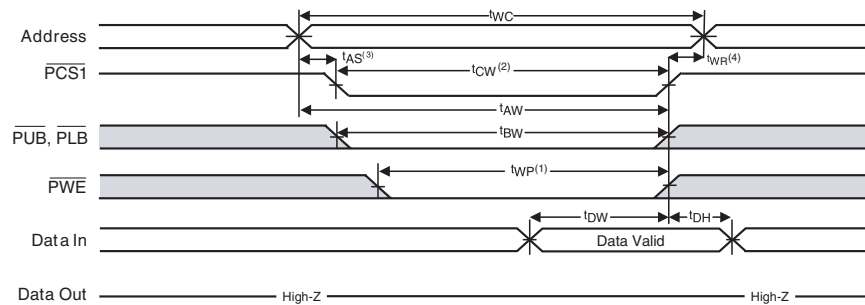 tWC
Address
tAS(3)
tCW(2)
tWR(4)
PCS1
tAW
PUB, PLB
tBW
PWE
tWP(1)
tDW
tDH
Data In
Data Valid
Data Out
High-Z
High-Z